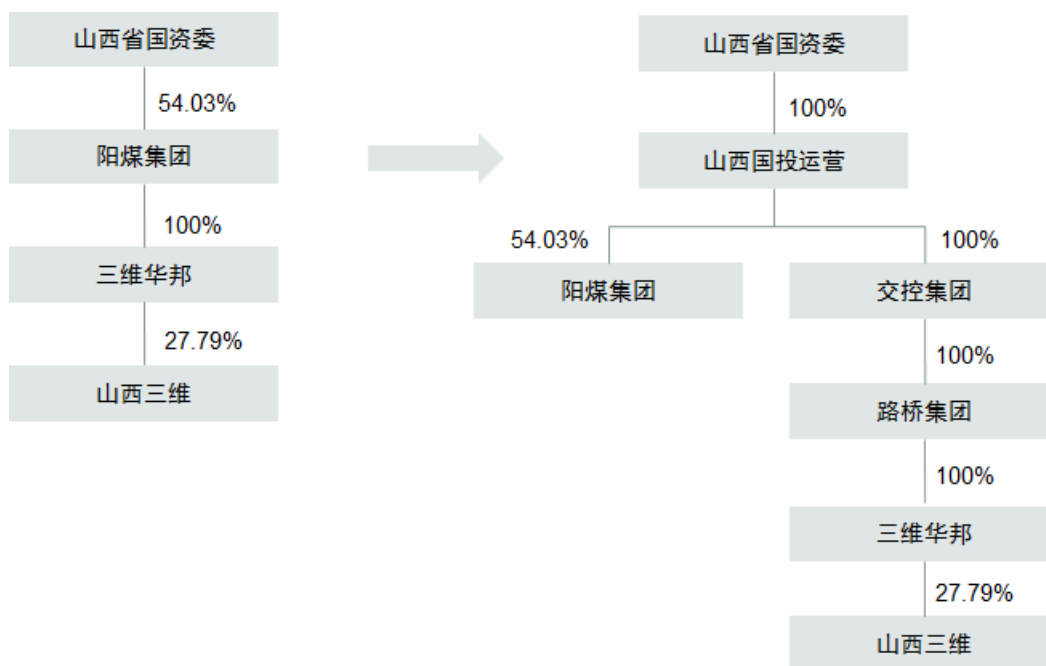 山西省国资委
54.03%
阳煤集团
100%
三维华邦
27.79%
山西三维
山西省国资委
100%
山西国投运营
54.03%
100%
阳煤集团
交控集团
100%
路桥集团
100%
三维华邦
27.79%
山西三维